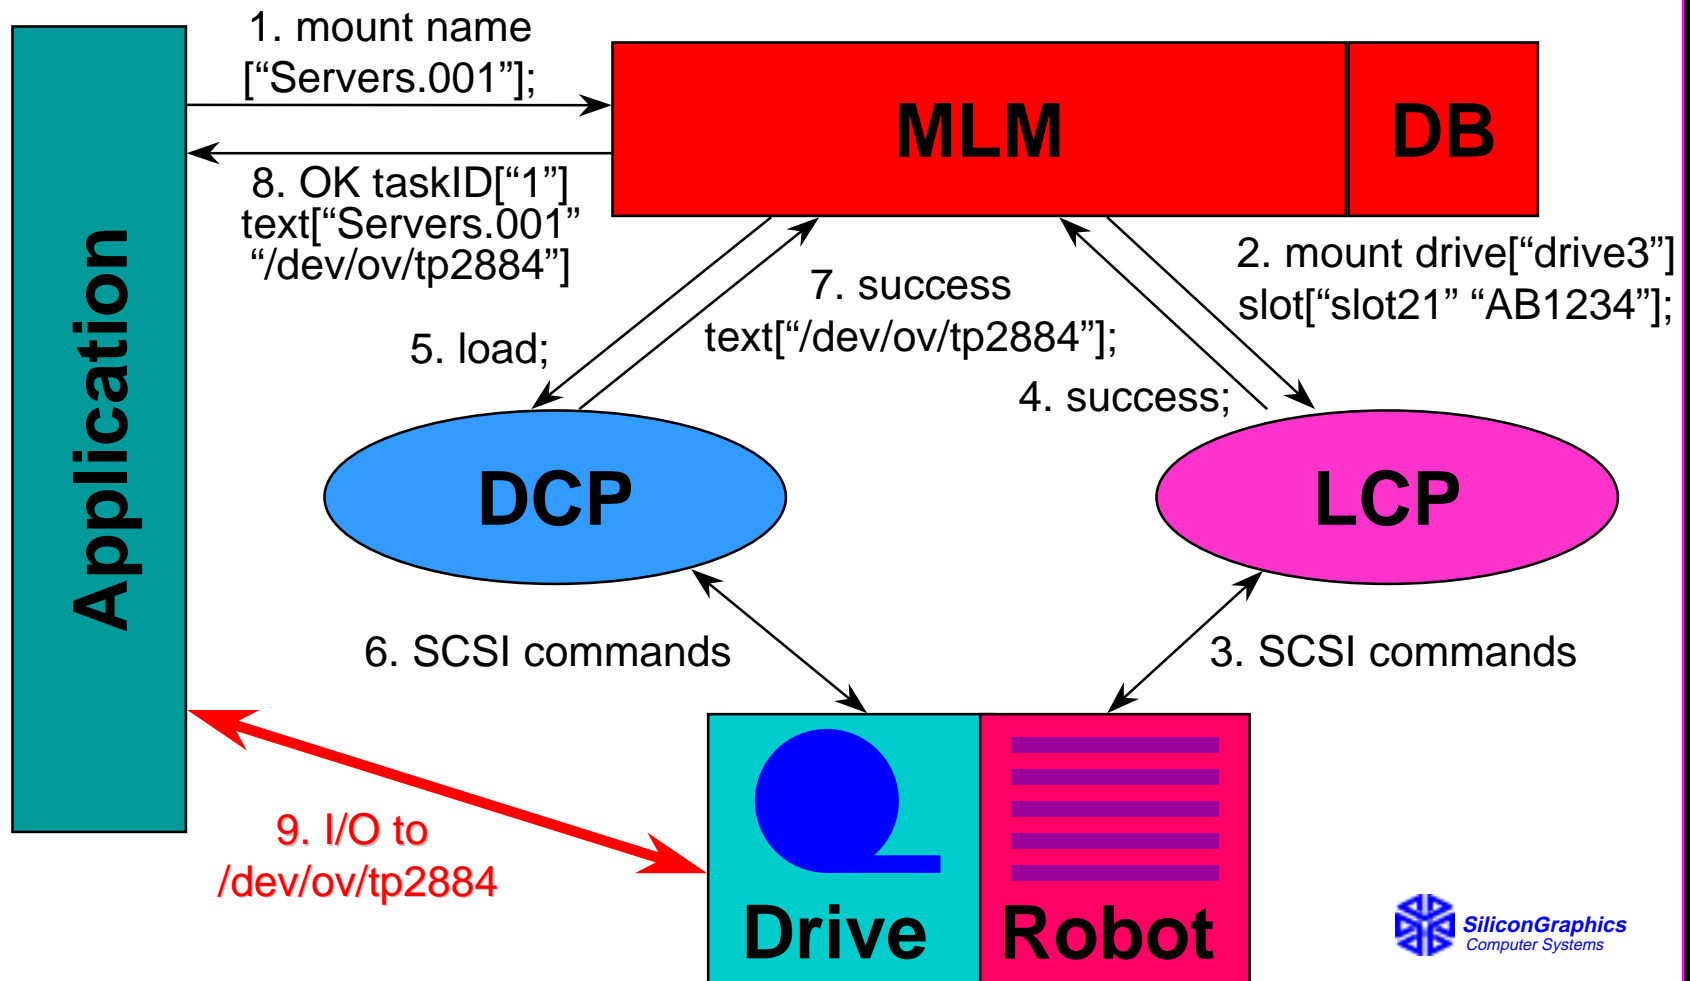 1. mount name
[“Servers.001”];
MLM
DB
8. OK taskID[“1”]
text[“Servers.001”
“/dev/ov/tp2884”]
Application
2. mount drive[“drive3”]
slot[“slot21” “AB1234”];
7. success
text[“/dev/ov/tp2884”];
5. load;
4. success;
DCP
LCP
6. SCSI commands
3. SCSI commands
9. I/O to
/dev/ov/tp2884
Drive
Robot
SiliconGraphics
Computer Systems